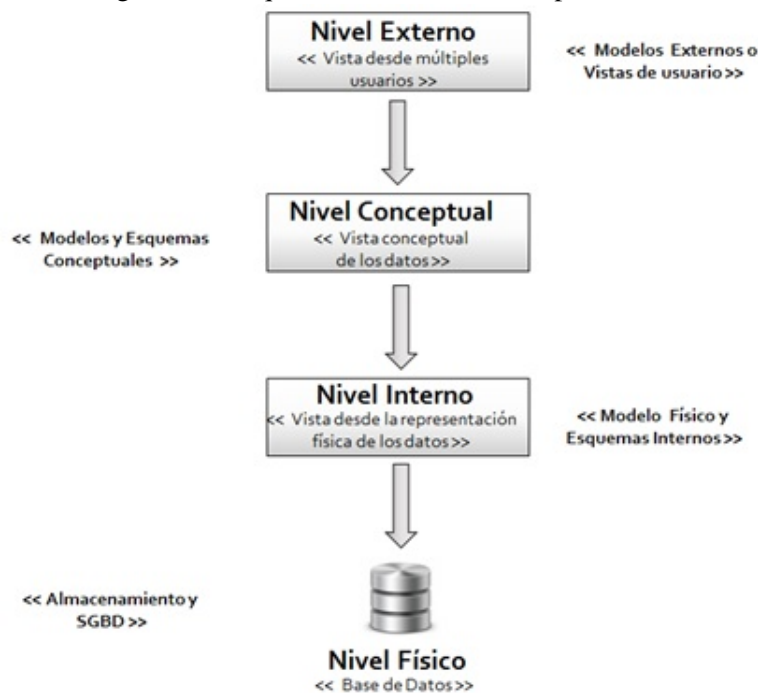 Nivel Externo
<< Vista desde múltiples
usuarios >>
<< Modelos Externos o
Vistas de usuario>>
Nivel Conceptual
<< Vista conceptual
de los datos>>
<< Modelos y Esquemas
Conceptuales >>
Nivel Interno
<< Vista desde la representación
física de los datos>>
<< Modelo Físico y
Esquemas Internos>>
<< Almacenamiento y
SGBD >>
Nivel Físico
<< Base de Datos>>